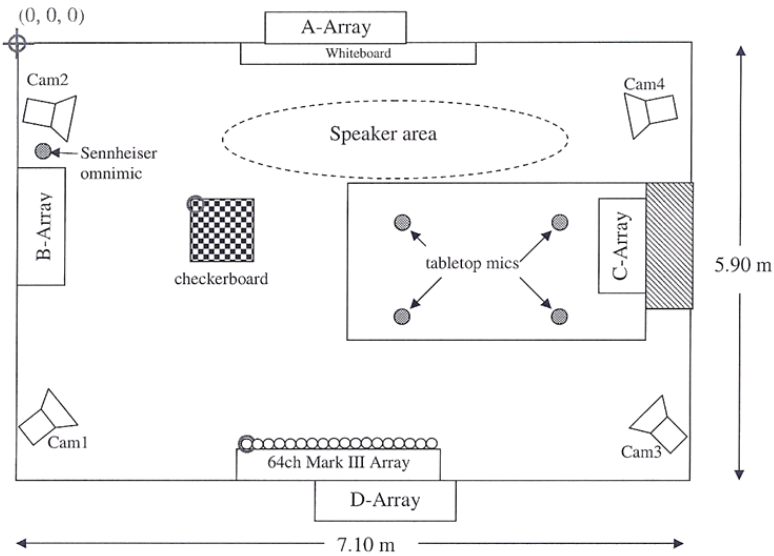 (0, 0, 0)
A-Array
Whiteboard
Cam2
Cam4
Speaker area
Sennheiser
omnimic
B-Array
C-Array
checkerboard
tabletop mics
5.90 m
Cam1
Cam3
64ch Mark III Array
D-Array
7.10 m